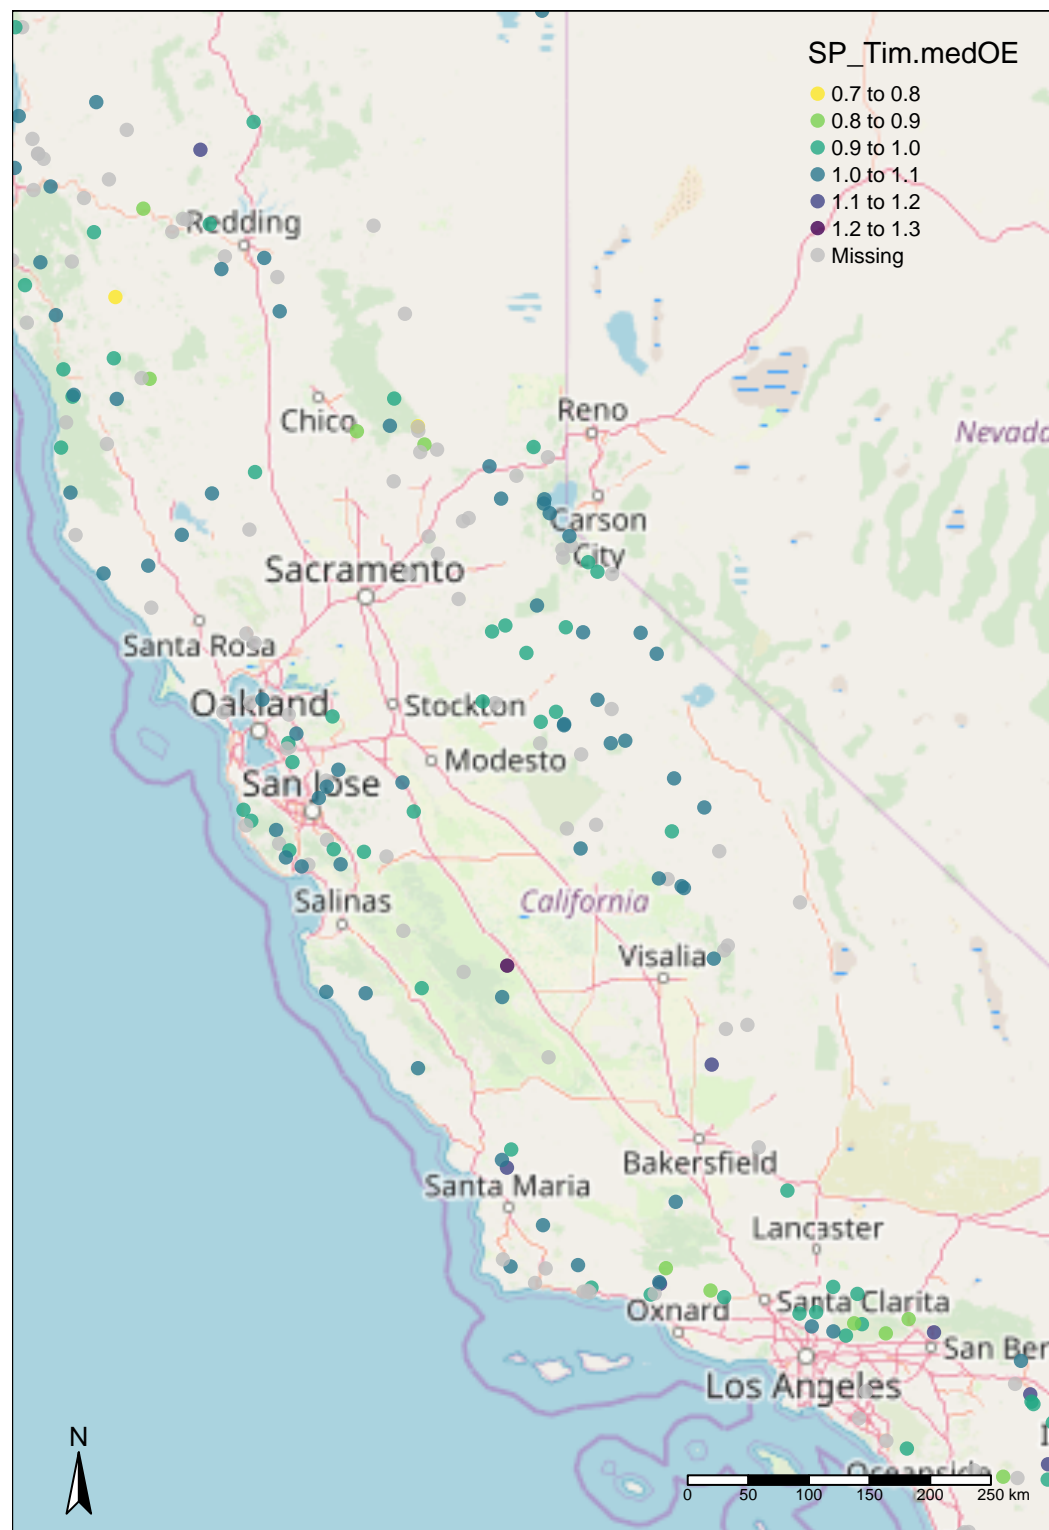 SP_Tim.medOE
0.7 to 0.8
0.8 to 0.9
0.9 to 1.0
1.0 to 1.1
1.1 to 1.2
1.2 to 1.3
Missing
Redding
Chico
Reno
Nevada
Carson
City
Sacramento
Santa Rosa
Oakland
Stockton
Modesto
San Jose
Salinas
California
Visalia
Bakersfield
Santa Maria
Lancaster
Santa Clarita
Oxnard
San Ber
Los Angeles
Oceanside
N
0 50 100 150 200 250 km